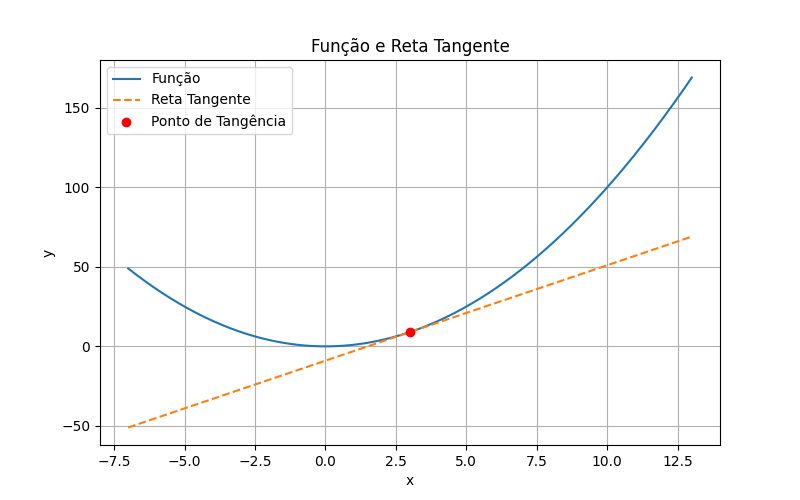 Função e Reta Tangente
Função
Reta Tangente
Ponto de Tangência
y
150
100
50
0
−50
−7.5 −5.0 −2.5 0.0 2.5 5.0 7.5 10.0 12.5
x